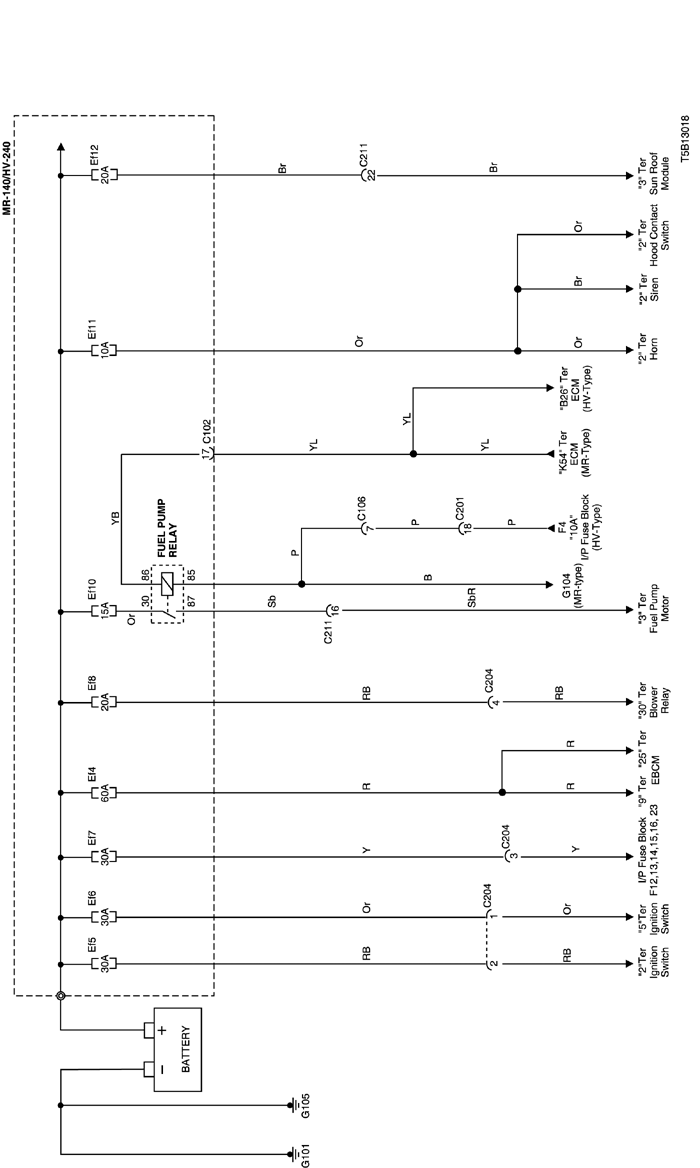 MR-140/HV-240
BATTERY
+
−
G101
G105
Ef5
30A
RB
2
RB
"2"Ter
Ignition
Switch
Ef6
30A
Or
C204
1
Or
"5"Ter
Ignition
Switch
Ef7
30A
Y
C204
3
Y
I/P Fuse Block
F12,13,14,15,16, 23
Ef4
60A
R
R
R
"9" Ter
"25" Ter
EBCM
Ef8
20A
RB
C204
4
RB
"30" Ter
Blower
Relay
Ef10
15A
Or
30
86
87
85
FUEL PUMP
RELAY
Sb
C211
16
SbR
"3" Ter
Fuel Pump
Motor
B
G104
(MR-type)
P
C106
7
P
C201
18
P
F4
"10A"
I/P Fuse Block
(HV-Type)
YB
17
C102
YL
YL
YL
"K54" Ter
ECM
(MR-Type)
"B26" Ter
ECM
(HV-Type)
Ef11
10A
Or
Or
"2" Ter
Horn
Br
"2" Ter
Siren
Or
"2" Ter
Hood Contact
Switch
Ef12
20A
Br
C211
22
Br
"3" Ter
Sun Roof
Module
T5B13018